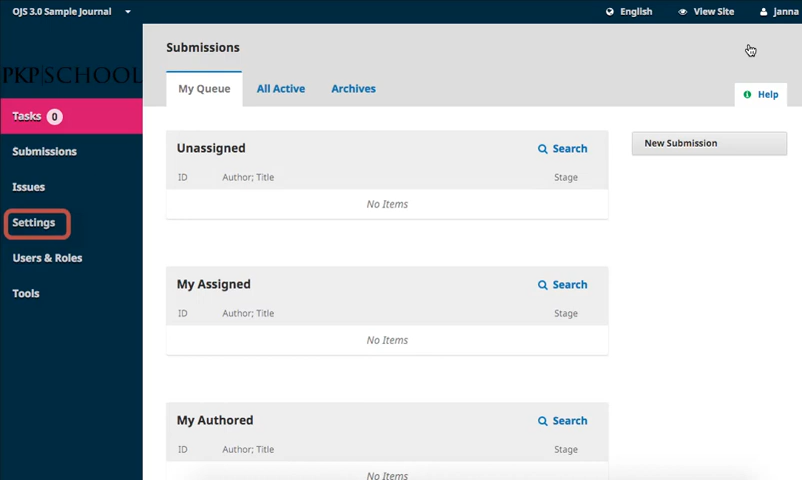 OJS 3.0 Sample Journal English View Site Janna
PKP|SCHOOL
Tasks 0
Submissions
Issues
Settings
Users & Roles
Tools
Submissions
My Queue All Active Archives
Help
New Submission
Unassigned Search
ID Author; Title Stage
No Items
My Assigned Search
ID Author; Title Stage
No Items
My Authored Search
ID Author; Title Stage
No Items